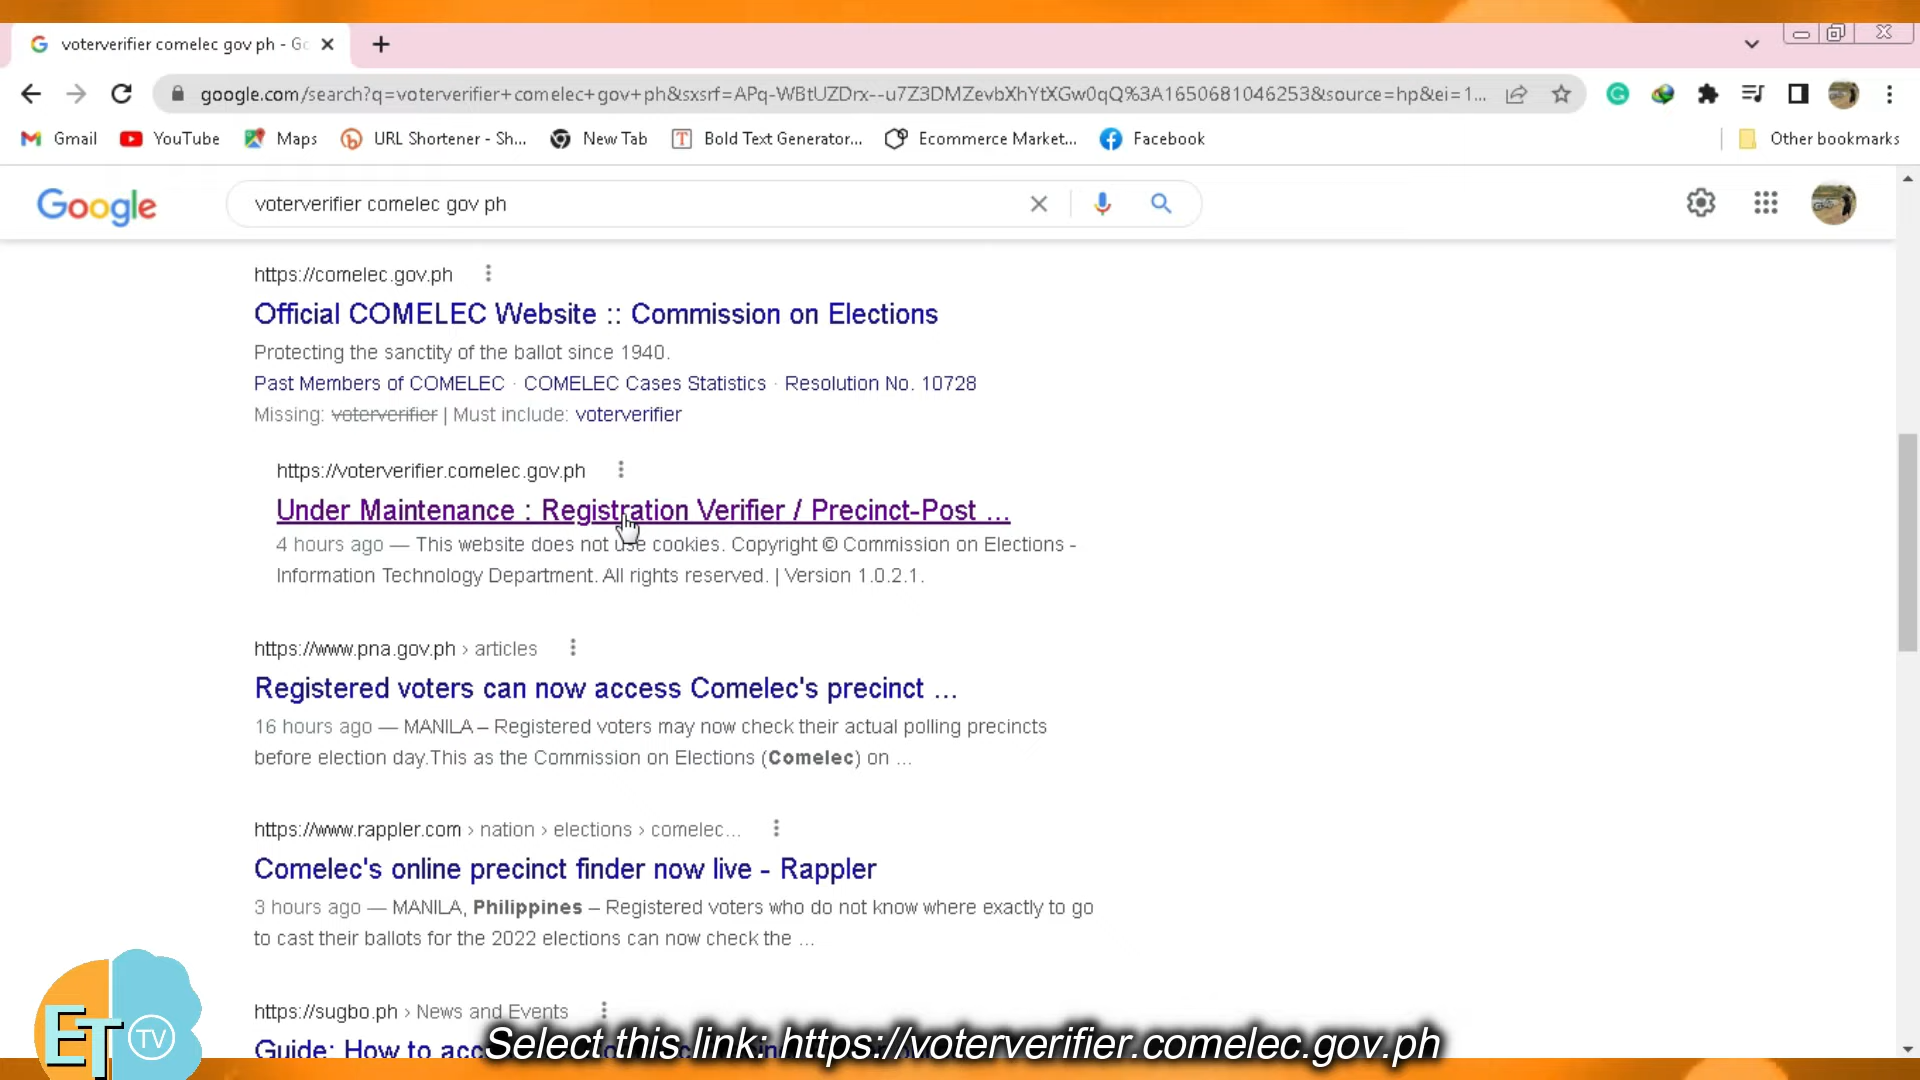 voterverifier comelec gov ph - Go
google.com/search?q=voterverifier+comelec+gov+ph&sxsrf=APq-WBtUZDrx--u7Z3DMZevbXhYtXGw0qQ%3A1650681046253&source=hp&ei=1...
Gmail YouTube Maps URL Shortener - Sh... New Tab Bold Text Generator... Ecommerce Market... Facebook Other bookmarks
Google voterverifier comelec gov ph
https://comelec.gov.ph
Official COMELEC Website :: Commission on Elections
Protecting the sanctity of the ballot since 1940.
Past Members of COMELEC · COMELEC Cases Statistics · Resolution No. 10728
Missing: voterverifier | Must include: voterverifier
https://voterverifier.comelec.gov.ph
Under Maintenance : Registration Verifier / Precinct-Post ...
4 hours ago — This website does not use cookies. Copyright © Commission on Elections -
Information Technology Department. All rights reserved. | Version 1.0.2.1.
https://www.pna.gov.ph › articles
Registered voters can now access Comelec's precinct ...
16 hours ago — MANILA – Registered voters may now check their actual polling precincts
before election day.This as the Commission on Elections (Comelec) on ...
https://www.rappler.com › nation › elections › comelec...
Comelec's online precinct finder now live - Rappler
3 hours ago — MANILA, Philippines – Registered voters who do not know where exactly to go
to cast their ballots for the 2022 elections can now check the ...
https://sugbo.ph › News and Events
Guide: How to
Select this link: https://voterverifier.comelec.gov.ph
ET TV